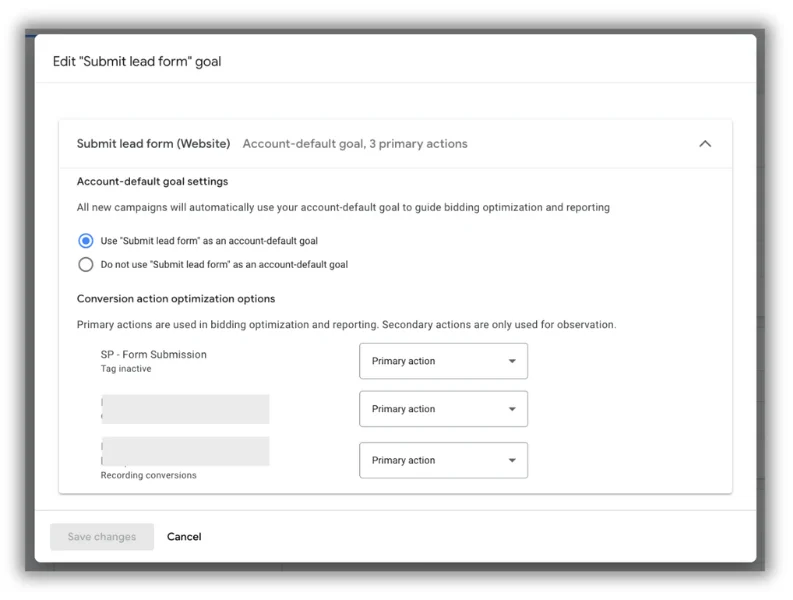 Edit "Submit lead form" goal
Submit lead form (Website) Account-default goal, 3 primary actions
Account-default goal settings
All new campaigns will automatically use your account-default goal to guide bidding optimization and reporting
Use "Submit lead form" as an account-default goal
Do not use "Submit lead form" as an account-default goal
Conversion action optimization options
Primary actions are used in bidding optimization and reporting. Secondary actions are only used for observation.
SP - Form Submission
Primary action
Tag inactive
Primary action
Primary action
Recording conversions
Save changes Cancel